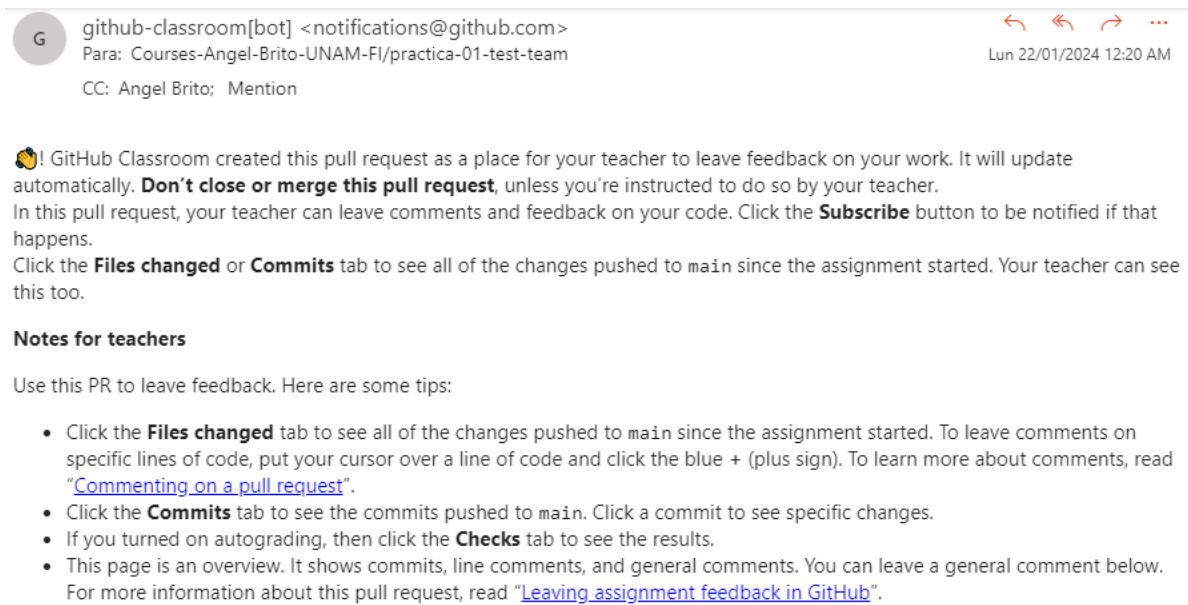 G
github-classroom[bot] <notifications@github.com>
Para: Courses-Angel-Brito-UNAM-FI/practica-01-test-team
Lun 22/01/2024 12:20 AM
CC: Angel Brito; Mention
👋! GitHub Classroom created this pull request as a place for your teacher to leave feedback on your work. It will update
automatically. Don’t close or merge this pull request, unless you’re instructed to do so by your teacher.
In this pull request, your teacher can leave comments and feedback on your code. Click the Subscribe button to be notified if that
happens.
Click the Files changed or Commits tab to see all of the changes pushed to main since the assignment started. Your teacher can see
this too.
Notes for teachers
Use this PR to leave feedback. Here are some tips:
• Click the Files changed tab to see all of the changes pushed to main since the assignment started. To leave comments on
specific lines of code, put your cursor over a line of code and click the blue + (plus sign). To learn more about comments, read
“Commenting on a pull request”.
• Click the Commits tab to see the commits pushed to main. Click a commit to see specific changes.
• If you turned on autograding, then click the Checks tab to see the results.
• This page is an overview. It shows commits, line comments, and general comments. You can leave a general comment below.
For more information about this pull request, read “Leaving assignment feedback in GitHub”.